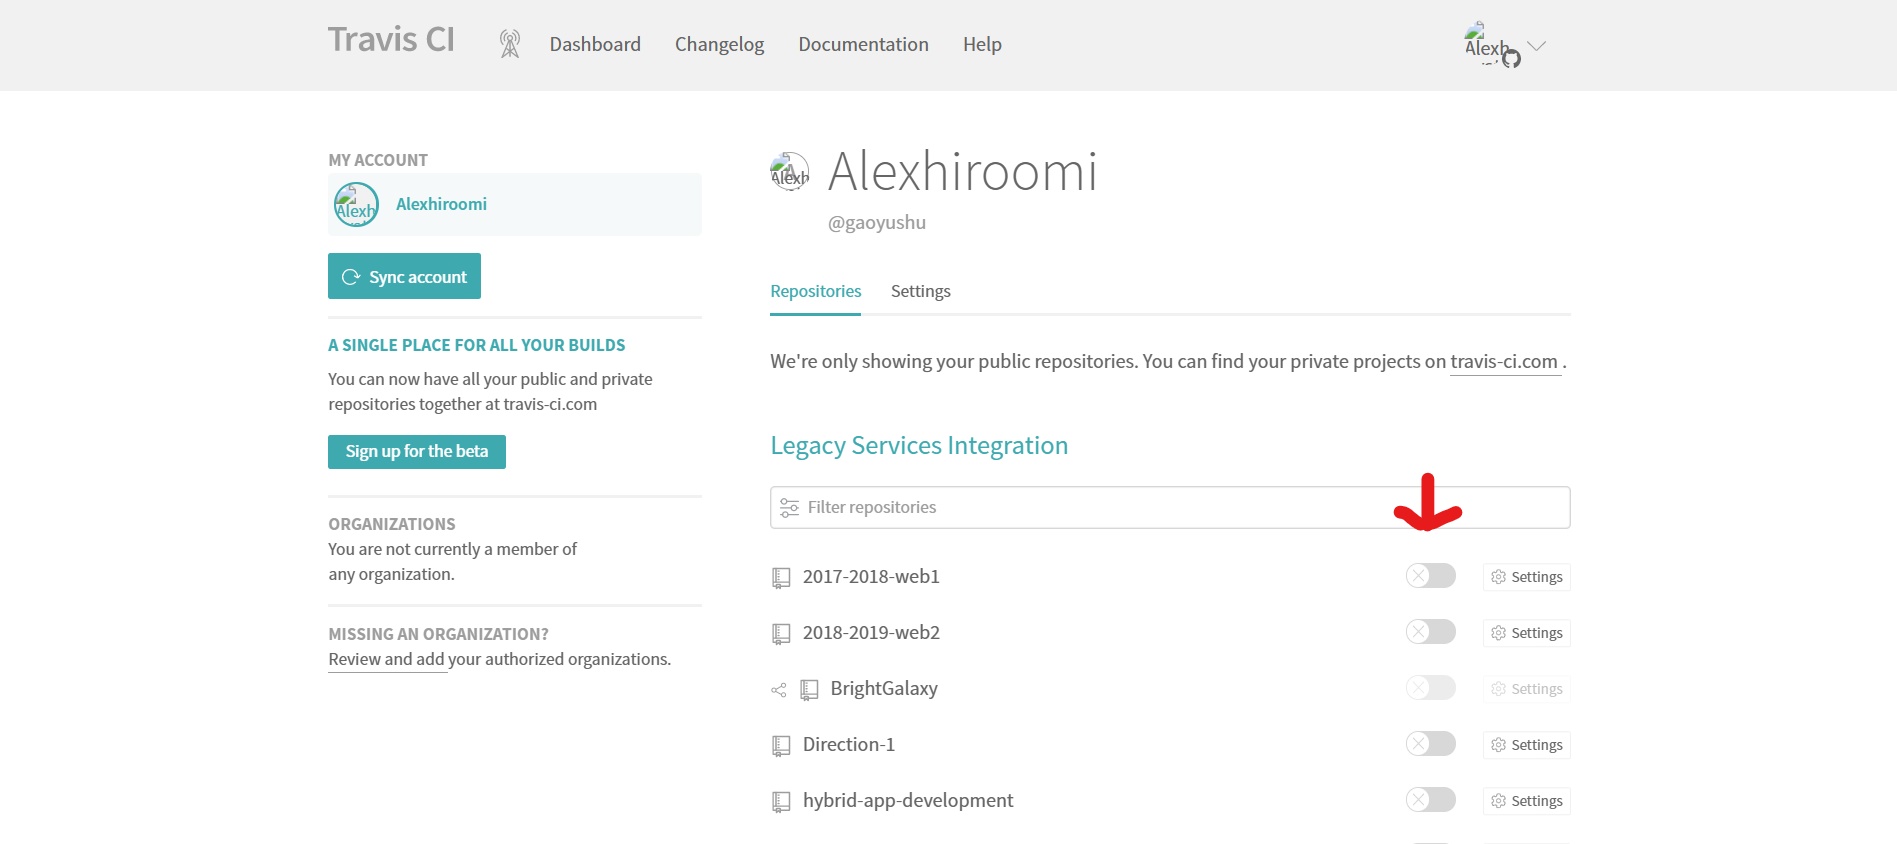 Travis CI
Dashboard
Changelog
Documentation
Help
Alexh
MY ACCOUNT
Alexh
Alexhiroomi
Sync account
A SINGLE PLACE FOR ALL YOUR BUILDS
You can now have all your public and private
repositories together at travis-ci.com
Sign up for the beta
ORGANIZATIONS
You are not currently a member of
any organization.
MISSING AN ORGANIZATION?
Review and add your authorized organizations.
Alexh
Alexhiroomi
@gaoyushu
Repositories
Settings
We're only showing your public repositories. You can find your private projects on travis-ci.com .
Legacy Services Integration
Filter repositories
2017-2018-web1
Settings
2018-2019-web2
Settings
BrightGalaxy
Settings
Direction-1
Settings
hybrid-app-development
Settings